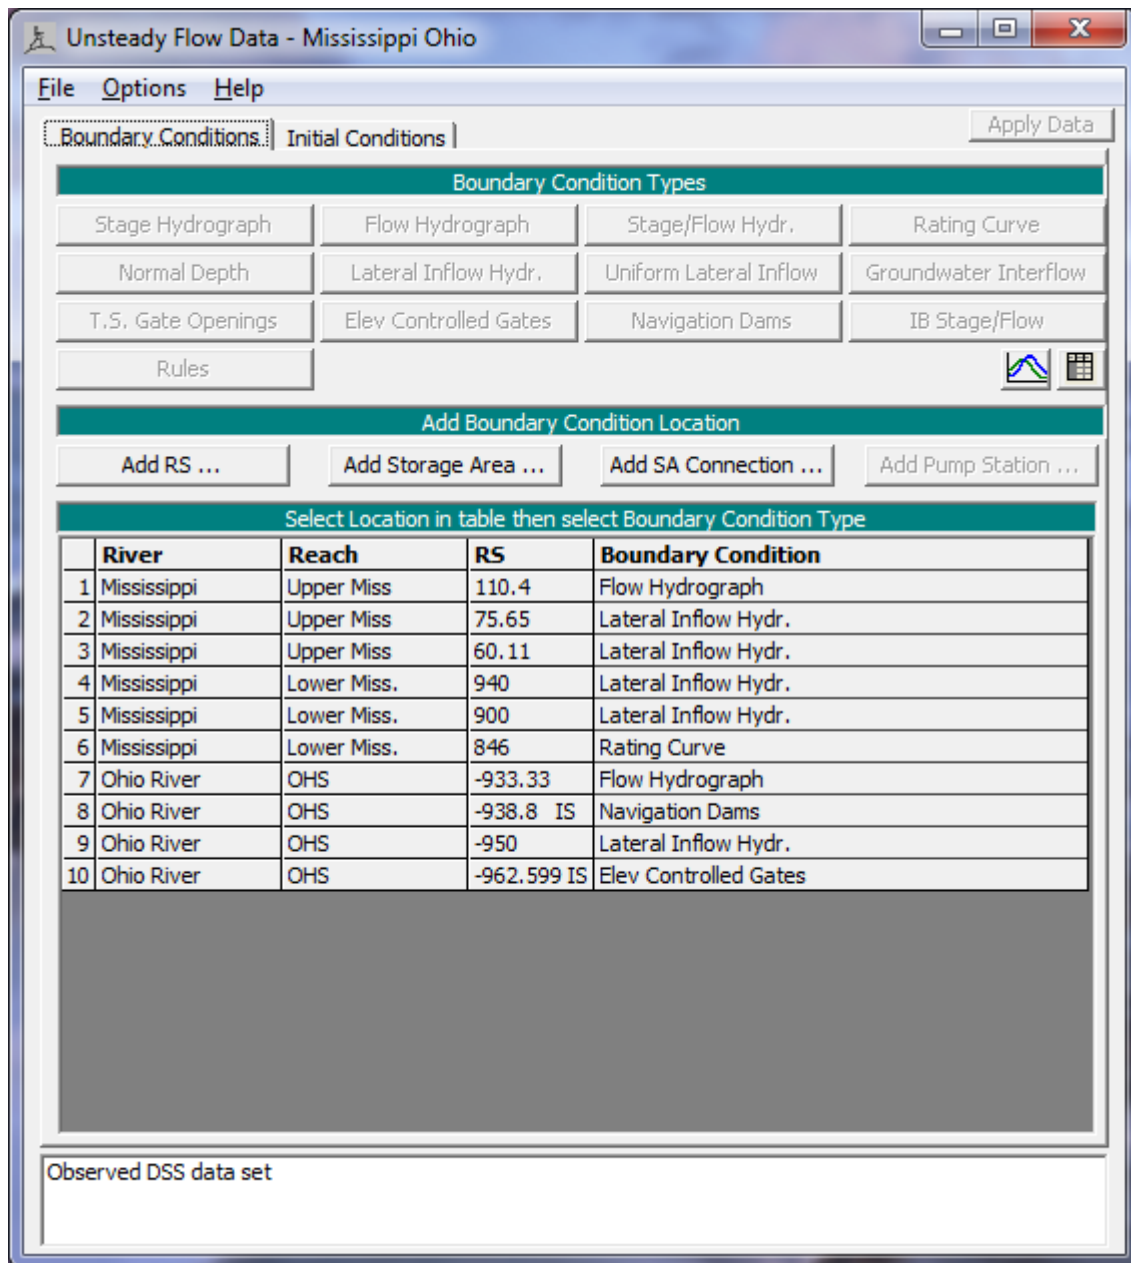 Unsteady Flow Data - Mississippi Ohio
File Options Help
Boundary Conditions Initial Conditions Apply Data
Boundary Condition Types
Stage Hydrograph Flow Hydrograph Stage/Flow Hydr. Rating Curve
Normal Depth Lateral Inflow Hydr. Uniform Lateral Inflow Groundwater Interflow
T.S. Gate Openings Elev Controlled Gates Navigation Dams IB Stage/Flow
Rules
Add Boundary Condition Location
Add RS ... Add Storage Area ... Add SA Connection ... Add Pump Station ...
Select Location in table then select Boundary Condition Type
River Reach RS Boundary Condition
1 Mississippi Upper Miss 110.4 Flow Hydrograph
2 Mississippi Upper Miss 75.65 Lateral Inflow Hydr.
3 Mississippi Upper Miss 60.11 Lateral Inflow Hydr.
4 Mississippi Lower Miss. 940 Lateral Inflow Hydr.
5 Mississippi Lower Miss. 900 Lateral Inflow Hydr.
6 Mississippi Lower Miss. 846 Rating Curve
7 Ohio River OHS -933.33 Flow Hydrograph
8 Ohio River OHS -938.8 IS Navigation Dams
9 Ohio River OHS -950 Lateral Inflow Hydr.
10 Ohio River OHS -962.599 IS Elev Controlled Gates
Observed DSS data set